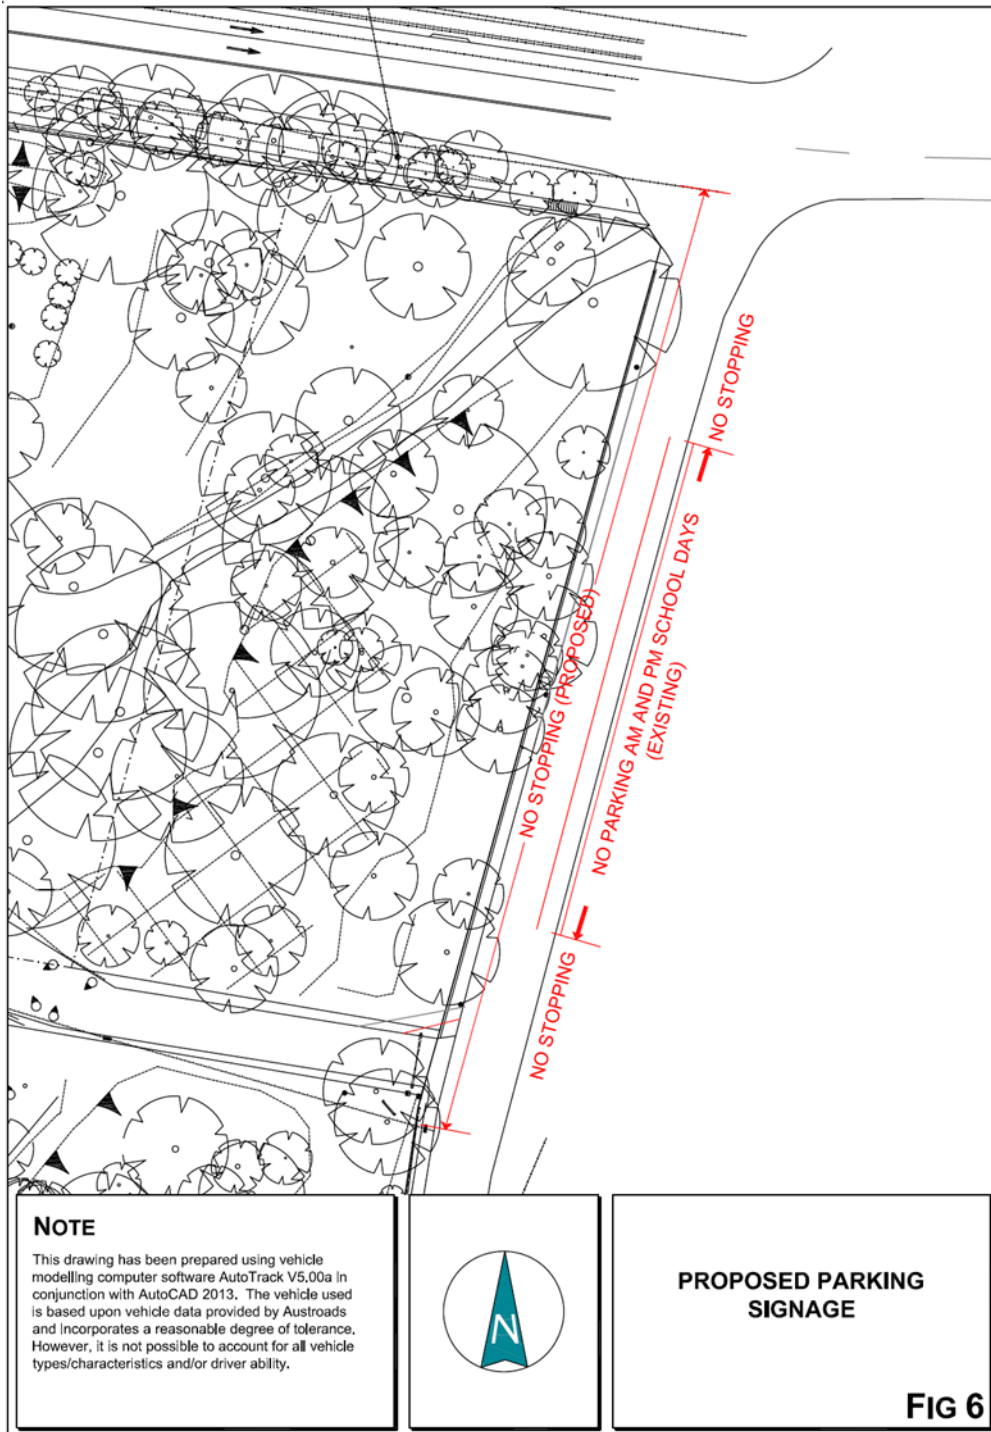 NO STOPPING
NO STOPPING (PROPOSED)
NO PARKING AM AND PM SCHOOL DAYS
(EXISTING)
NO STOPPING
NOTE
This drawing has been prepared using vehicle
modelling computer software AutoTrack V5.00a in
conjunction with AutoCAD 2013. The vehicle used
is based upon vehicle data provided by Austroads
and incorporates a reasonable degree of tolerance.
However, it is not possible to account for all vehicle
types/characteristics and/or driver ability.
N
PROPOSED PARKING
SIGNAGE
FIG 6